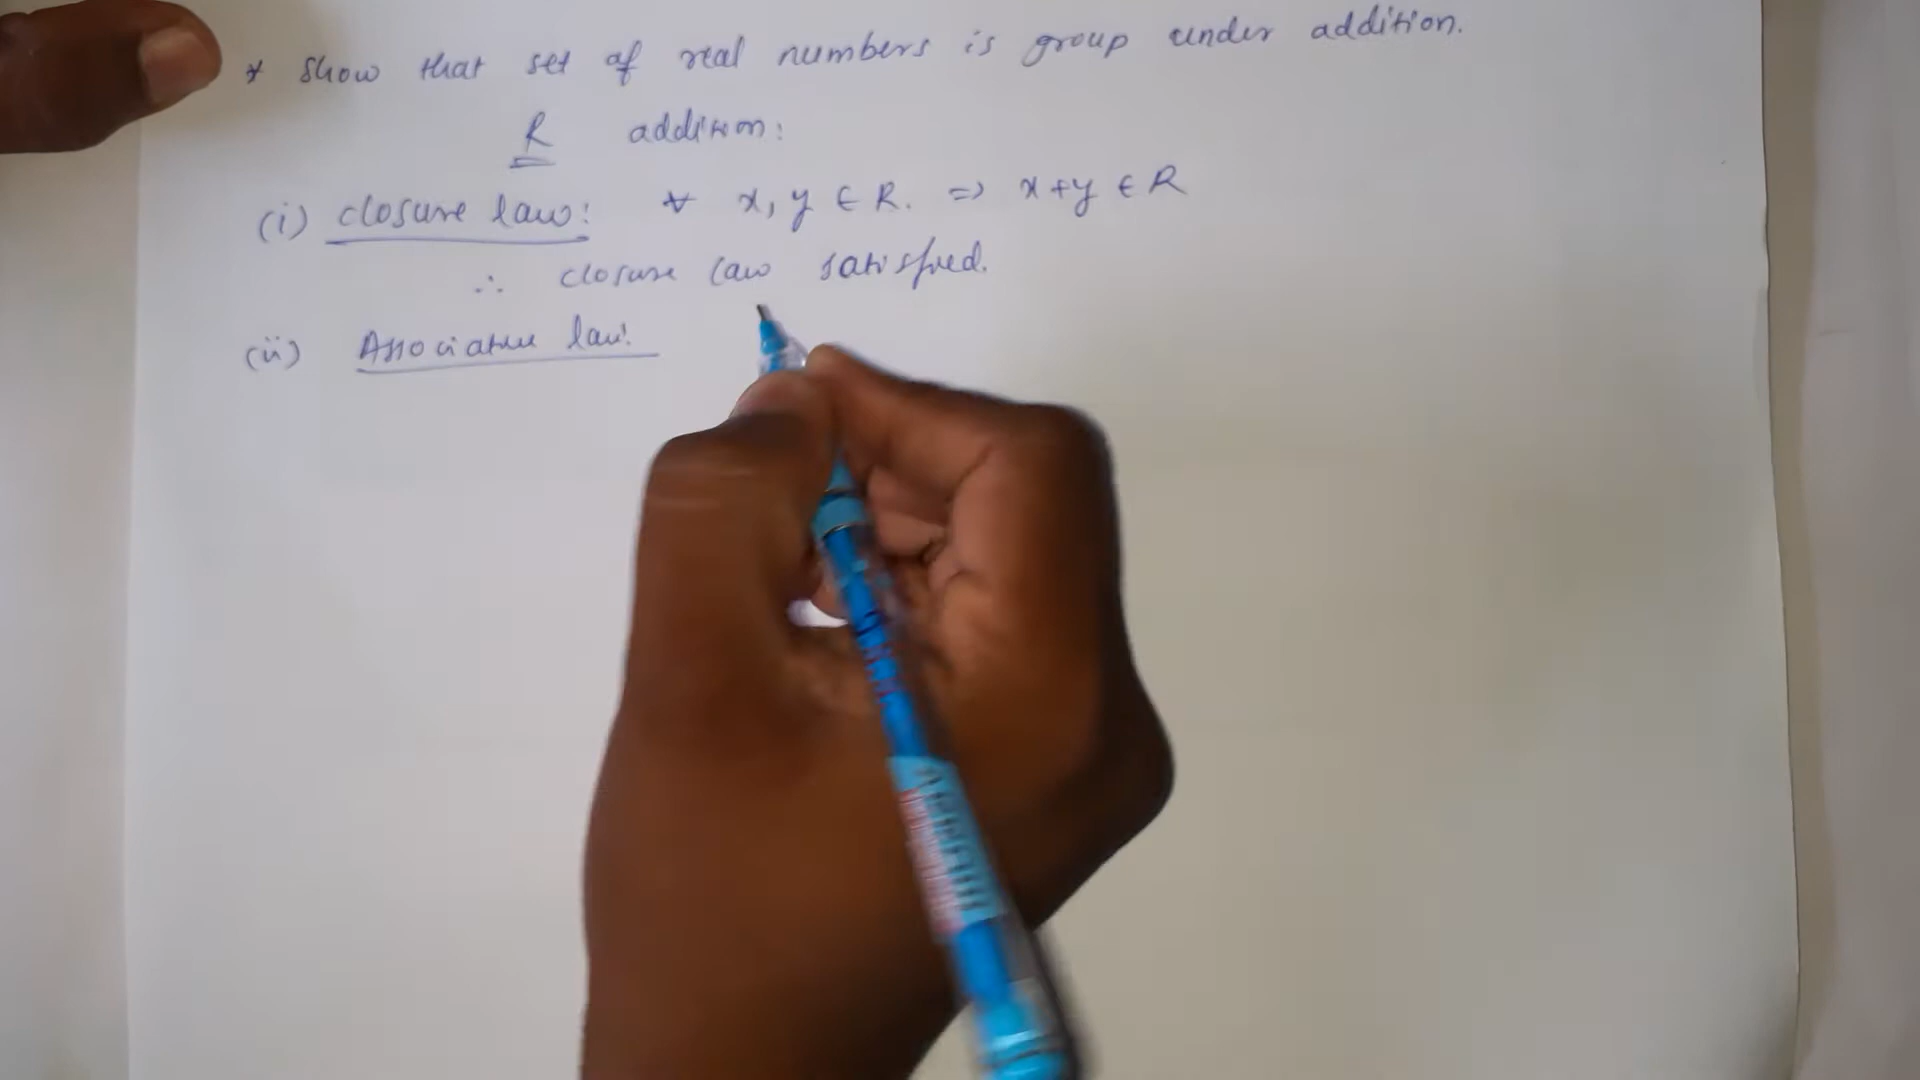 * Show that set of real numbers is group under addition.
R addition:
(i) closure law: ∀ x, y ∈ R. => x+y ∈ R
∴ closure law satisfied.
(ii) Associative law: